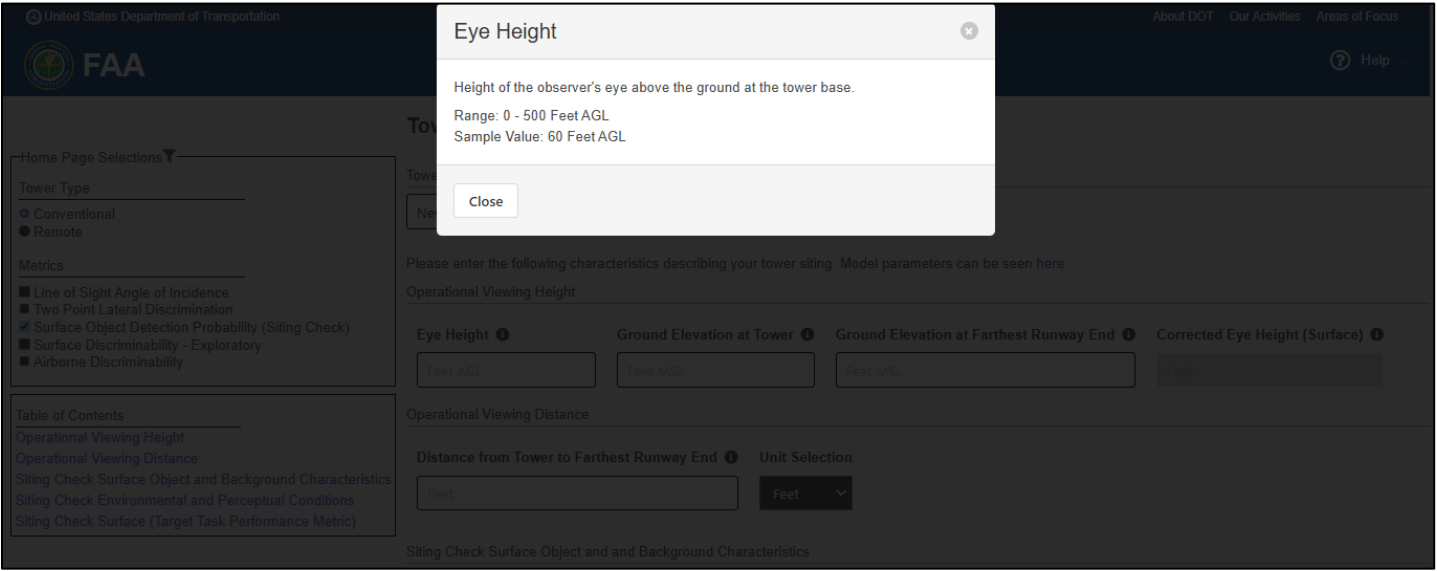 United States Department of Transportation
About DOT Our Activities Areas of Focus
FAA
Help
Eye Height
Height of the observer's eye above the ground at the tower base.
Range: 0 - 500 Feet AGL
Sample Value: 60 Feet AGL
Close
Home Page Selections
Tower Type
Conventional
Remote
Metrics
Line of Sight Angle of Incidence
Two Point Lateral Discrimination
Surface Object Detection Probability (Siting Check)
Surface Discriminability - Exploratory
Airborne Discriminability
Table of Contents
Operational Viewing Height
Operational Viewing Distance
Siting Check Surface Object and Background Characteristics
Siting Check Environmental and Perceptual Conditions
Siting Check Surface (Target Task Performance Metric)
Please enter the following characteristics describing your tower siting. Model parameters can be seen here.
Operational Viewing Height
Eye Height Ground Elevation at Tower Ground Elevation at Farthest Runway End Corrected Eye Height (Surface)
Feet AGL Feet MSL Feet MSL Feet
Operational Viewing Distance
Distance from Tower to Farthest Runway End Unit Selection
Feet Feet
Siting Check Surface Object and and Background Characteristics